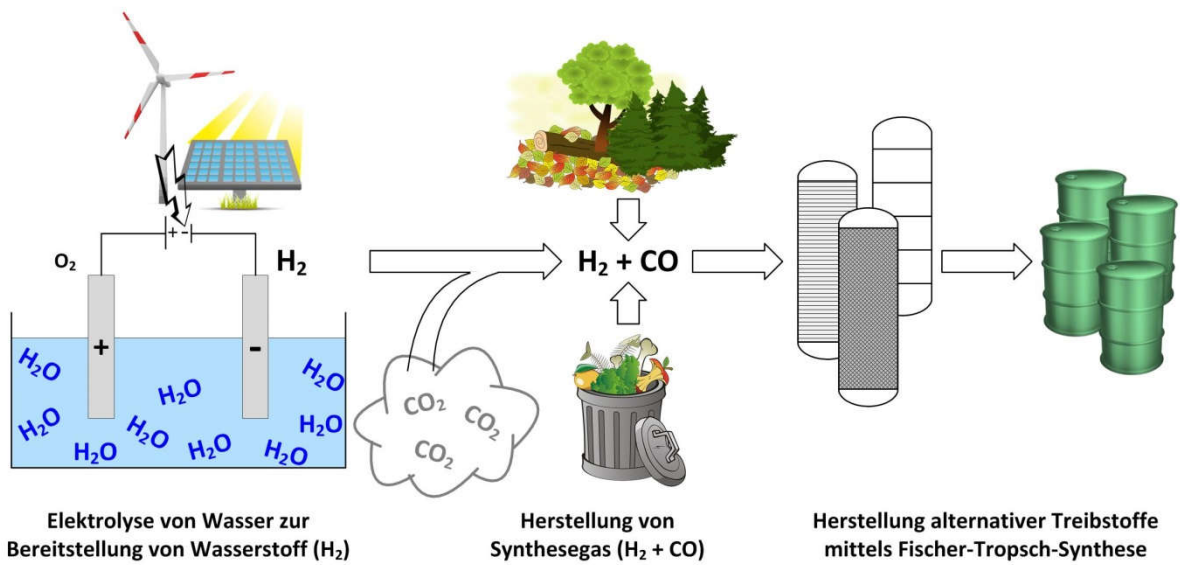 + -
O₂
H₂
+
-
H₂O
H₂O
H₂O
H₂O
H₂O
H₂O
H₂O
H₂O
H₂O
CO₂
CO₂
CO₂
H₂ + CO
Elektrolyse von Wasser zur
Bereitstellung von Wasserstoff (H₂)
Herstellung von
Synthesegas (H₂ + CO)
Herstellung alternativer Treibstoffe
mittels Fischer-Tropsch-Synthese